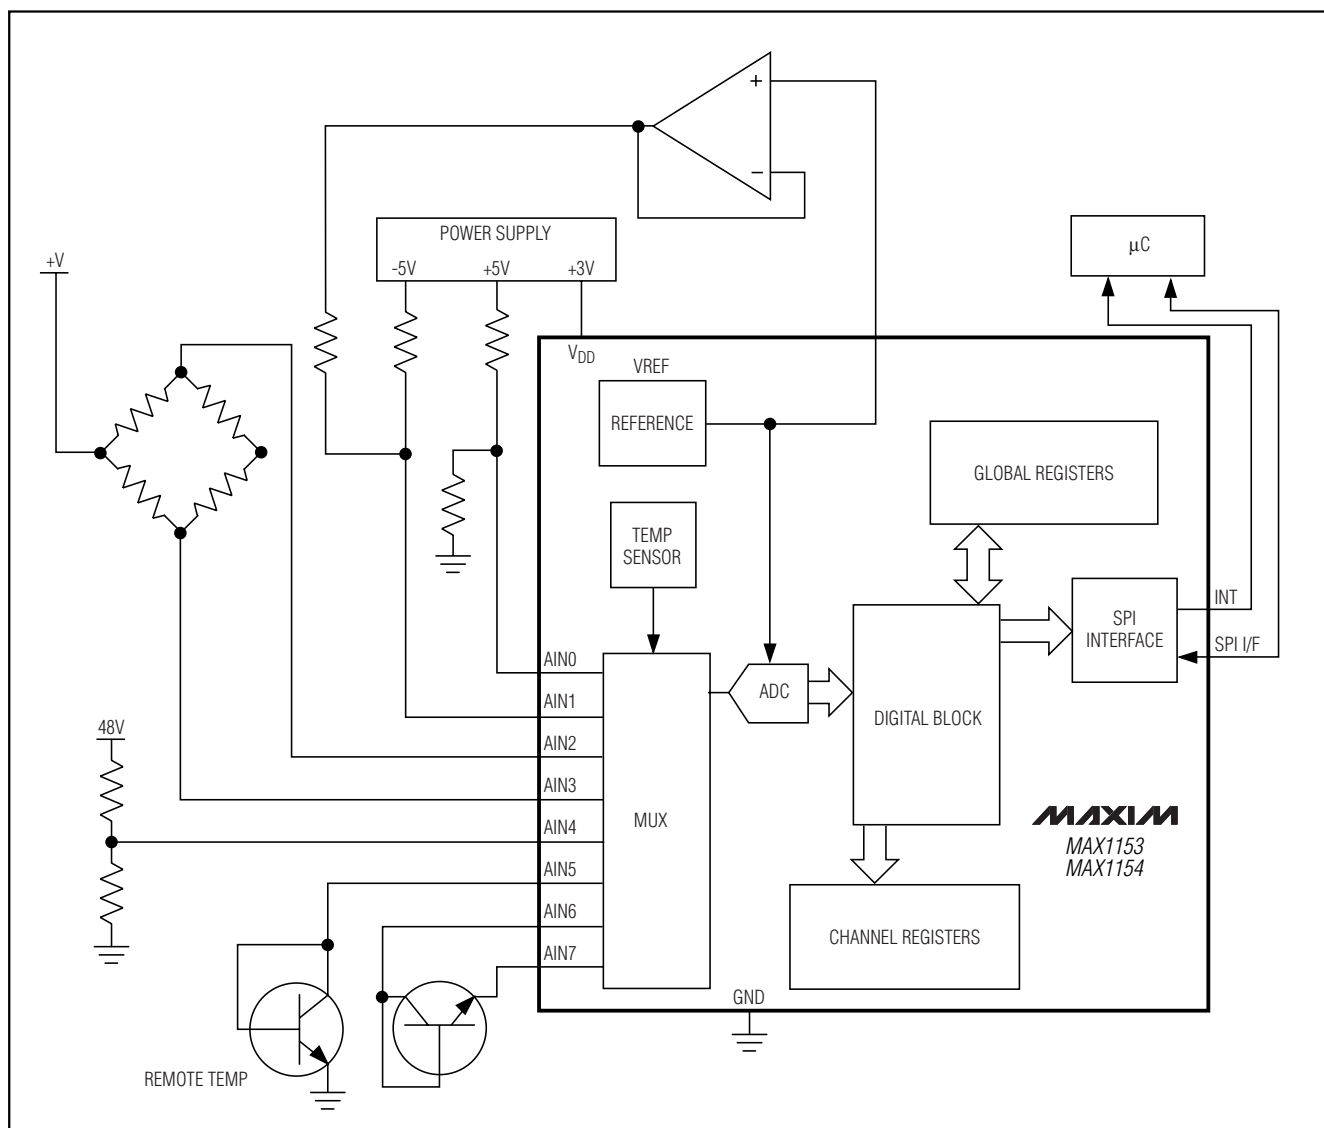 +
−
POWER SUPPLY
-5V +5V +3V
µC
+V
VDD
VREF
REFERENCE
GLOBAL REGISTERS
TEMP
SENSOR
INT
SPI
INTERFACE
SPI I/F
AIN0
AIN1
AIN2
AIN3
AIN4
AIN5
AIN6
AIN7
ADC
DIGITAL BLOCK
48V
MUX
MAXIM
MAX1153
MAX1154
CHANNEL REGISTERS
GND
REMOTE TEMP